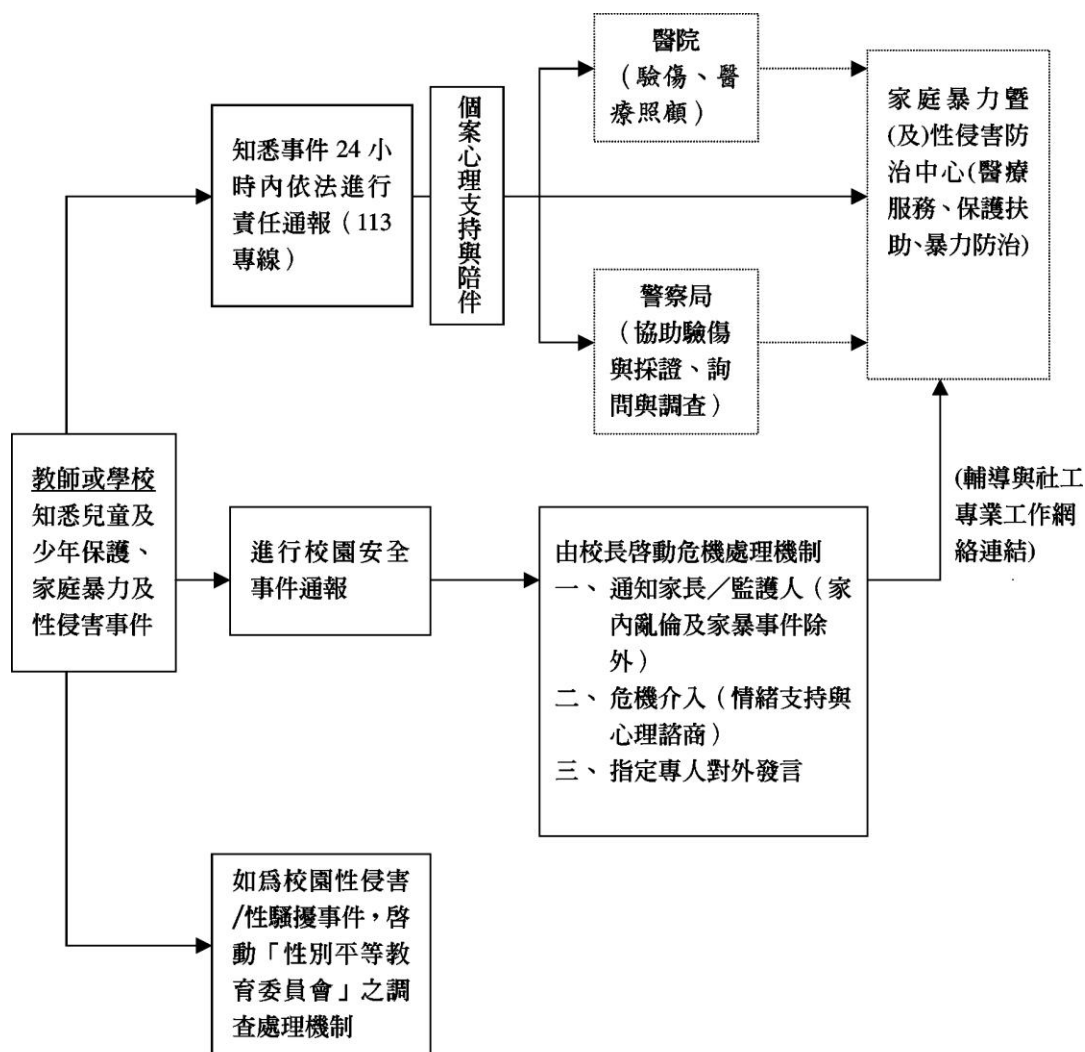 教師或學校
知悉兒童及
少年保護、
家庭暴力及
性侵害事件
知悉事件 24 小
時內依法進行
責任通報（113
專線）
個案心理支持與陪伴
醫院
（驗傷、醫
療照顧）
警察局
（協助驗傷
與採證、詢
問與調查）
家庭暴力暨
(及)性侵害防
治中心(醫療
服務、保護扶
助、暴力防治)
進行校園安全
事件通報
由校長啓動危機處理機制
一、 通知家長／監護人（家
內亂倫及家暴事件除
外）
二、 危機介入（情緒支持與
心理諮商）
三、 指定專人對外發言
(輔導與社工
專業工作網
絡連結)
如爲校園性侵害
/性騷擾事件，啓
動「性別平等教
育委員會」之調
查處理機制